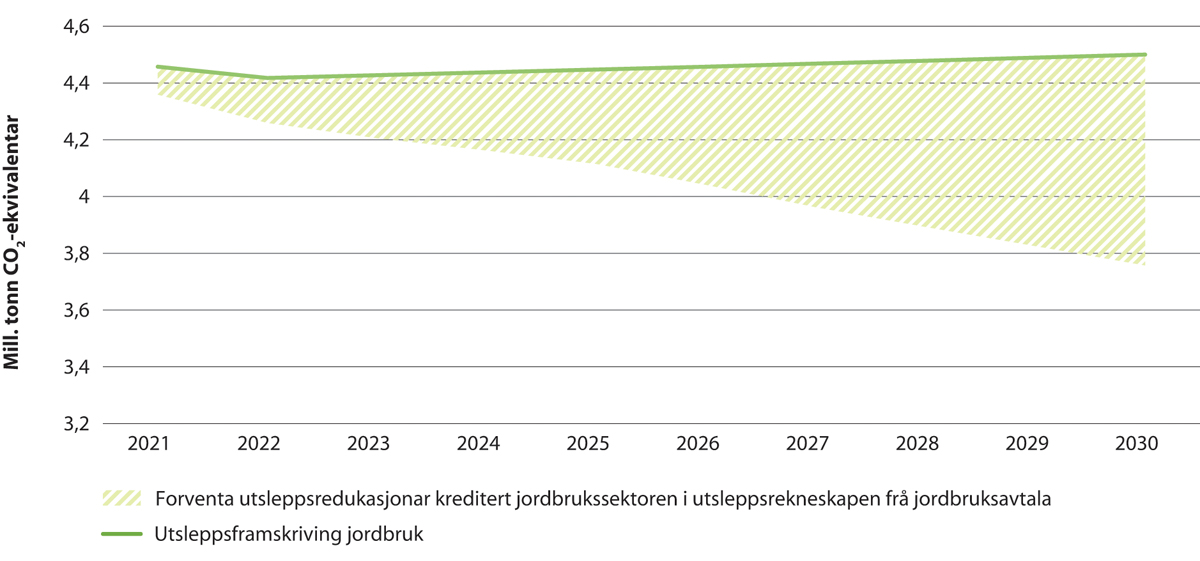 4,6
4,4
4,2
4
3,8
3,6
3,4
3,2
Mill. tonn CO2-ekvivalentar
2021 2022 2023 2024 2025 2026 2027 2028 2029 2030
Forventa utsleppsredukasjonar kreditert jordbrukssektoren i utsleppsrekneskapen frå jordbruksavtala
Utsleppsframskriving jordbruk